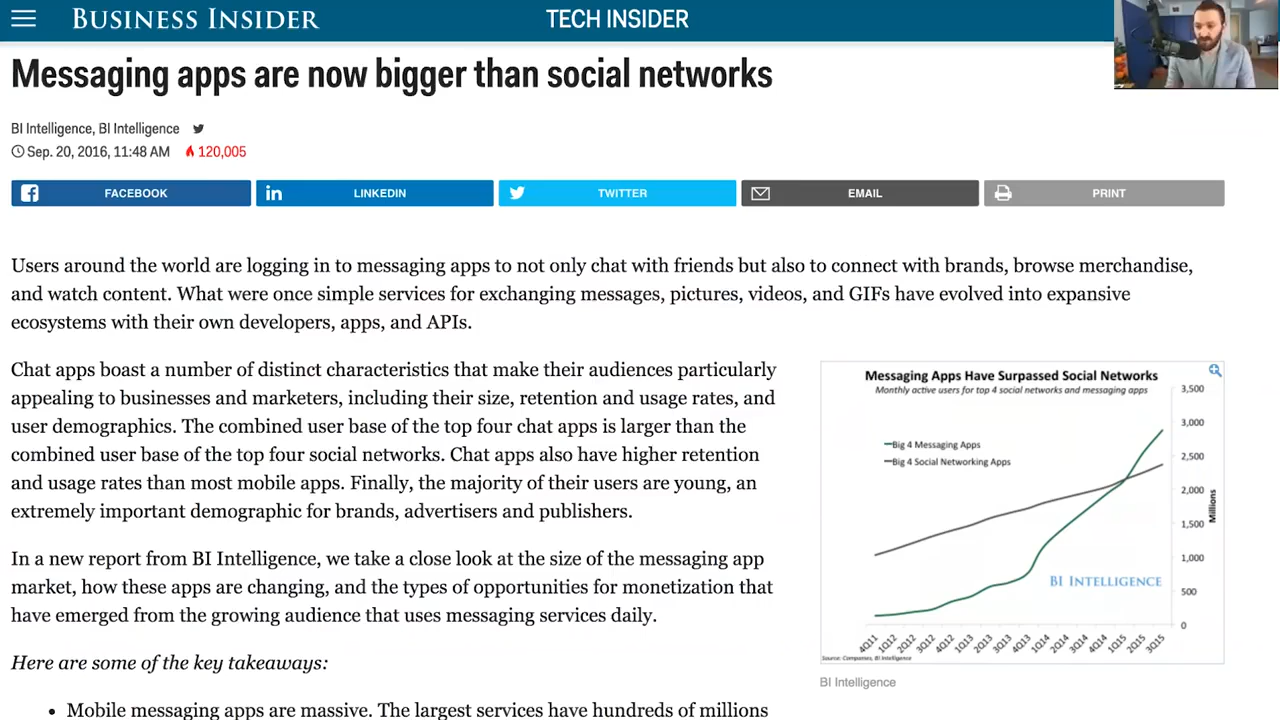 BUSINESS INSIDER
TECH INSIDER
Messaging apps are now bigger than social networks
BI Intelligence, BI Intelligence
Sep. 20, 2016, 11:48 AM 120,005
FACEBOOK
LINKEDIN
TWITTER
EMAIL
PRINT
Users around the world are logging in to messaging apps to not only chat with friends but also to connect with brands, browse merchandise,
and watch content. What were once simple services for exchanging messages, pictures, videos, and GIFs have evolved into expansive
ecosystems with their own developers, apps, and APIs.
Chat apps boast a number of distinct characteristics that make their audiences particularly
appealing to businesses and marketers, including their size, retention and usage rates, and
user demographics. The combined user base of the top four chat apps is larger than the
combined user base of the top four social networks. Chat apps also have higher retention
and usage rates than most mobile apps. Finally, the majority of their users are young, an
extremely important demographic for brands, advertisers and publishers.
In a new report from BI Intelligence, we take a close look at the size of the messaging app
market, how these apps are changing, and the types of opportunities for monetization that
have emerged from the growing audience that uses messaging services daily.
Here are some of the key takeaways:
• Mobile messaging apps are massive. The largest services have hundreds of millions
Messaging Apps Have Surpassed Social Networks
Monthly active users for top 4 social networks and messaging apps
Big 4 Messaging Apps
Big 4 Social Networking Apps
3,500
3,000
2,500
2,000
1,500
1,000
500
0
Millions
BI INTELLIGENCE
4Q11
1Q12
2Q12
3Q12
4Q12
1Q13
2Q13
3Q13
4Q13
1Q14
2Q14
3Q14
4Q14
1Q15
2Q15
3Q15
Source: Companies, BI Intelligence
BI Intelligence